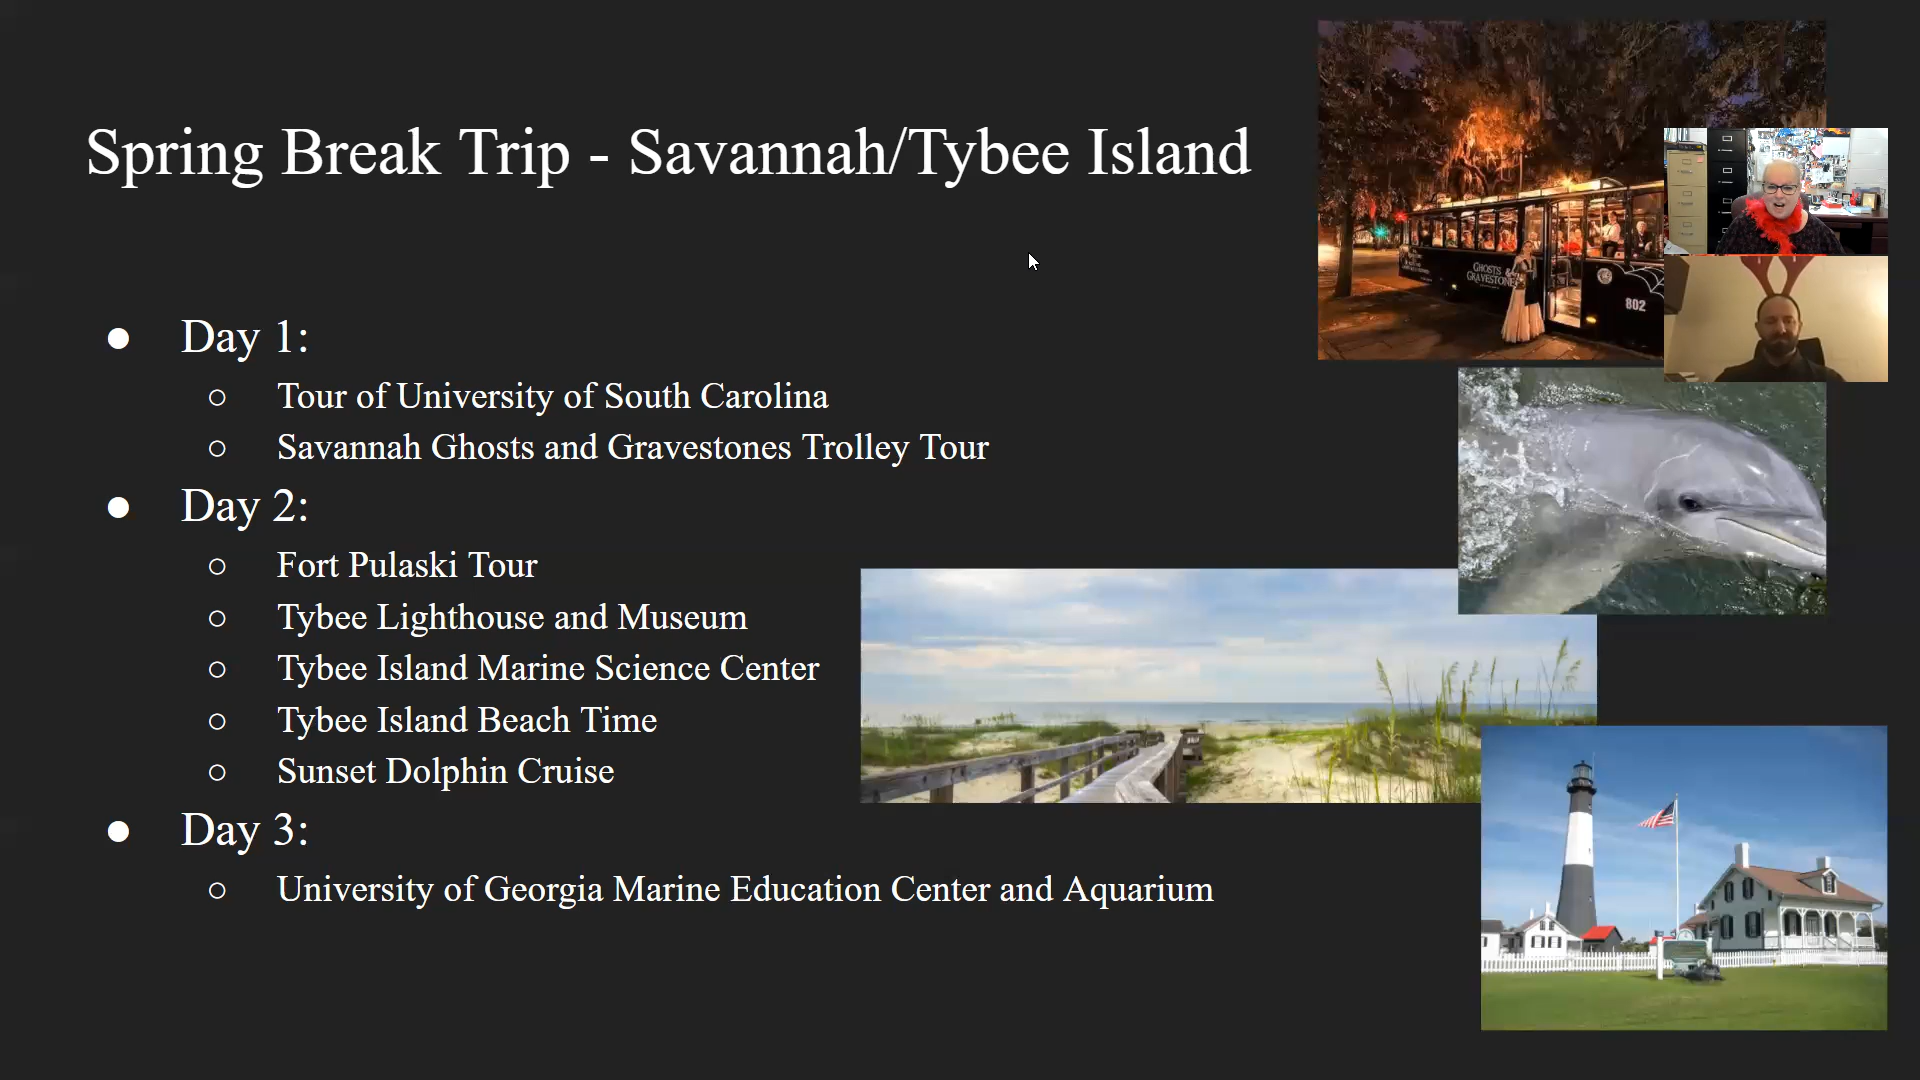 Spring Break Trip - Savannah/Tybee Island
● Day 1:
○ Tour of University of South Carolina
○ Savannah Ghosts and Gravestones Trolley Tour
● Day 2:
○ Fort Pulaski Tour
○ Tybee Lighthouse and Museum
○ Tybee Island Marine Science Center
○ Tybee Island Beach Time
○ Sunset Dolphin Cruise
● Day 3:
○ University of Georgia Marine Education Center and Aquarium
GHOSTS &
GRAVESTONES
802